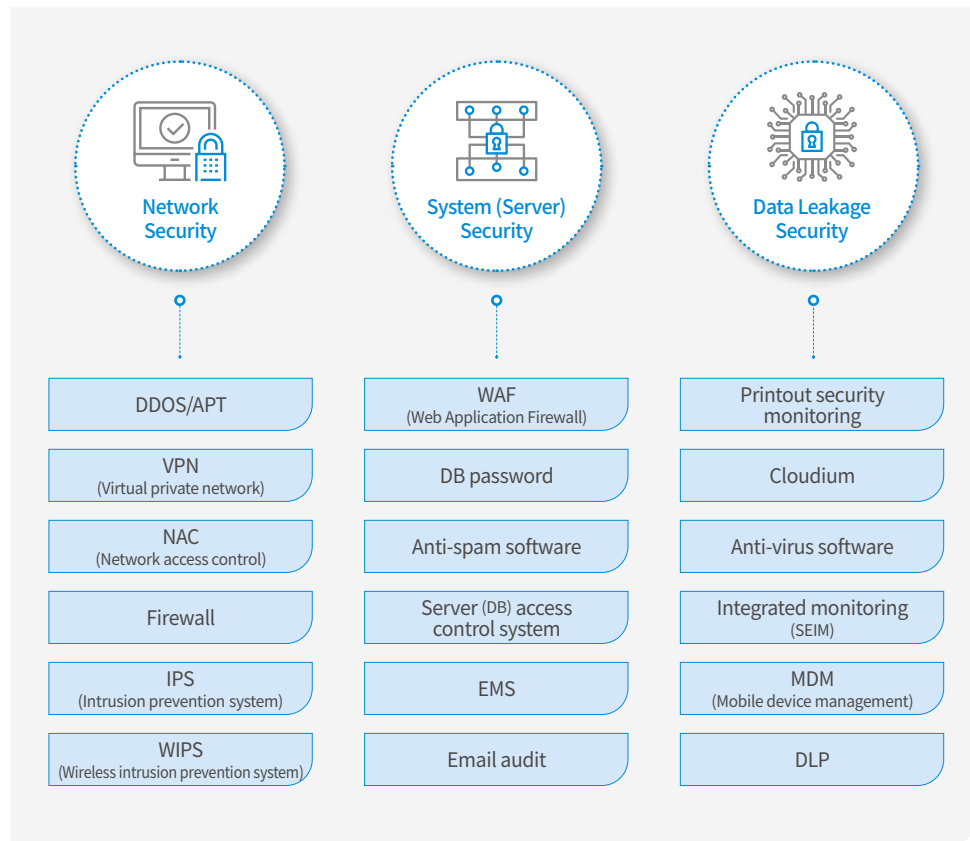 Network
Security
System (Server)
Security
Data Leakage
Security
DDOS/APT
VPN
(Virtual private network)
NAC
(Network access control)
Firewall
IPS
(Intrusion prevention system)
WIPS
(Wireless intrusion prevention system)
WAF
(Web Application Firewall)
DB password
Anti-spam software
Server (DB) access
control system
EMS
Email audit
Printout security
monitoring
Cloudium
Anti-virus software
Integrated monitoring
(SEIM)
MDM
(Mobile device management)
DLP